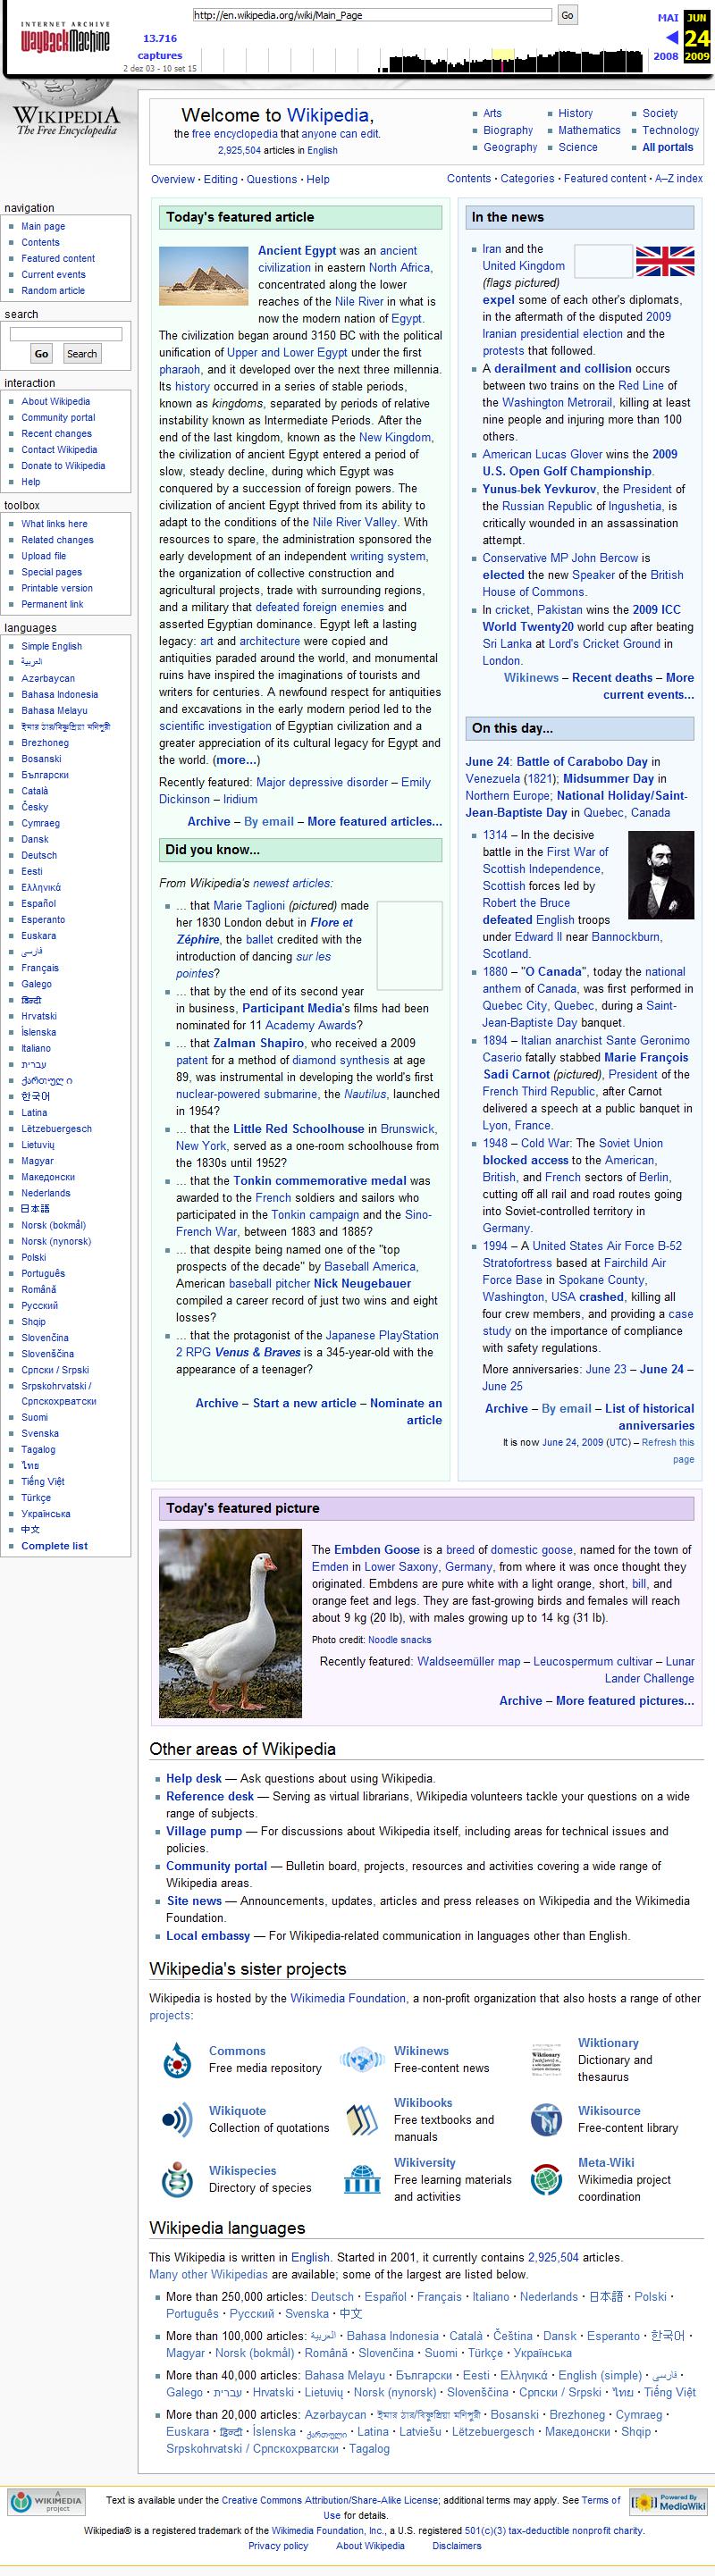 INTERNET ARCHIVE
WayBackMachine
http://en.wikipedia.org/wiki/Main_Page
Go
13.716
captures
2 dez 03 - 10 set 15
MAI
JUN
24
2008
2009
WIKIPEDIA
The Free Encyclopedia
navigation
Main page
Contents
Featured content
Current events
Random article
search
Go
Search
interaction
About Wikipedia
Community portal
Recent changes
Contact Wikipedia
Donate to Wikipedia
Help
toolbox
What links here
Related changes
Upload file
Special pages
Printable version
Permanent link
languages
Simple English
العربية
Azərbaycan
Bahasa Indonesia
Bahasa Melayu
ইমার ঠার/বিষ্ণুপ্রিয়া মণিপুরী
Brezhoneg
Bosanski
Български
Català
Česky
Cymraeg
Dansk
Deutsch
Eesti
Ελληνικά
Español
Esperanto
Euskara
فارسی
Français
Galego
हिन्दी
Hrvatski
Íslenska
Italiano
עברית
ქართული
한국어
Latina
Lëtzebuergesch
Lietuvių
Magyar
Македонски
Nederlands
日本語
Norsk (bokmål)
Norsk (nynorsk)
Polski
Português
Română
Русский
Shqip
Slovenčina
Slovenščina
Српски / Srpski
Srpskohrvatski /
Српскохрватски
Suomi
Svenska
Tagalog
ไทย
Tiếng Việt
Türkçe
Українська
中文
Complete list
Welcome to Wikipedia,
the free encyclopedia that anyone can edit.
2,925,504 articles in English
Arts
Biography
Geography
History
Mathematics
Science
Society
Technology
All portals
Overview · Editing · Questions · Help
Contents · Categories · Featured content · A–Z index
Today's featured article
Ancient Egypt was an ancient
civilization in eastern North Africa,
concentrated along the lower
reaches of the Nile River in what is
now the modern nation of Egypt.
The civilization began around 3150 BC with the political
unification of Upper and Lower Egypt under the first
pharaoh, and it developed over the next three millennia.
Its history occurred in a series of stable periods,
known as kingdoms, separated by periods of relative
instability known as Intermediate Periods. After the
end of the last kingdom, known as the New Kingdom,
the civilization of ancient Egypt entered a period of
slow, steady decline, during which Egypt was
conquered by a succession of foreign powers. The
civilization of ancient Egypt thrived from its ability to
adapt to the conditions of the Nile River Valley. With
resources to spare, the administration sponsored the
early development of an independent writing system,
the organization of collective construction and
agricultural projects, trade with surrounding regions,
and a military that defeated foreign enemies and
asserted Egyptian dominance. Egypt left a lasting
legacy: art and architecture were copied and
antiquities paraded around the world, and monumental
ruins have inspired the imaginations of tourists and
writers for centuries. A newfound respect for antiquities
and excavations in the early modern period led to the
scientific investigation of Egyptian civilization and a
greater appreciation of its cultural legacy for Egypt and
the world. (more...)
Recently featured: Major depressive disorder – Emily
Dickinson – Iridium
Archive – By email – More featured articles...
Did you know...
From Wikipedia's newest articles:
... that Marie Taglioni (pictured) made
her 1830 London debut in Flore et
Zéphire, the ballet credited with the
introduction of dancing sur les
pointes?
... that by the end of its second year
in business, Participant Media's films had been
nominated for 11 Academy Awards?
... that Zalman Shapiro, who received a 2009
patent for a method of diamond synthesis at age
89, was instrumental in developing the world's first
nuclear-powered submarine, the Nautilus, launched
in 1954?
... that the Little Red Schoolhouse in Brunswick,
New York, served as a one-room schoolhouse from
the 1830s until 1952?
... that the Tonkin commemorative medal was
awarded to the French soldiers and sailors who
participated in the Tonkin campaign and the Sino-
French War, between 1883 and 1885?
... that despite being named one of the "top
prospects of the decade" by Baseball America,
American baseball pitcher Nick Neugebauer
compiled a career record of just two wins and eight
losses?
... that the protagonist of the Japanese PlayStation
2 RPG Venus & Braves is a 345-year-old with the
appearance of a teenager?
Archive – Start a new article – Nominate an
article
In the news
Iran and the
United Kingdom
(flags pictured)
expel some of each other's diplomats,
in the aftermath of the disputed 2009
Iranian presidential election and the
protests that followed.
A derailment and collision occurs
between two trains on the Red Line of
the Washington Metrorail, killing at least
nine people and injuring more than 100
others.
American Lucas Glover wins the 2009
U.S. Open Golf Championship.
Yunus-bek Yevkurov, the President of
the Russian Republic of Ingushetia, is
critically wounded in an assassination
attempt.
Conservative MP John Bercow is
elected the new Speaker of the British
House of Commons.
In cricket, Pakistan wins the 2009 ICC
World Twenty20 world cup after beating
Sri Lanka at Lord's Cricket Ground in
London.
Wikinews – Recent deaths – More
current events...
On this day...
June 24: Battle of Carabobo Day in
Venezuela (1821); Midsummer Day in
Northern Europe; National Holiday/Saint-
Jean-Baptiste Day in Quebec, Canada
1314 – In the decisive
battle in the First War of
Scottish Independence,
Scottish forces led by
Robert the Bruce
defeated English troops
under Edward II near Bannockburn,
Scotland.
1880 – "O Canada", today the national
anthem of Canada, was first performed in
Quebec City, Quebec, during a Saint-
Jean-Baptiste Day banquet.
1894 – Italian anarchist Sante Geronimo
Caserio fatally stabbed Marie François
Sadi Carnot (pictured), President of the
French Third Republic, after Carnot
delivered a speech at a public banquet in
Lyon, France.
1948 – Cold War: The Soviet Union
blocked access to the American,
British, and French sectors of Berlin,
cutting off all rail and road routes going
into Soviet-controlled territory in
Germany.
1994 – A United States Air Force B-52
Stratofortress based at Fairchild Air
Force Base in Spokane County,
Washington, USA crashed, killing all
four crew members, and providing a case
study on the importance of compliance
with safety regulations.
More anniversaries: June 23 – June 24 –
June 25
Archive – By email – List of historical
anniversaries
It is now June 24, 2009 (UTC) – Refresh this
page
Today's featured picture
The Embden Goose is a breed of domestic goose, named for the town of
Emden in Lower Saxony, Germany, from where it was once thought they
originated. Embdens are pure white with a light orange, short, bill, and
orange feet and legs. They are fast-growing birds and females will reach
about 9 kg (20 lb), with males growing up to 14 kg (31 lb).
Photo credit: Noodle snacks
Recently featured: Waldseemüller map – Leucospermum cultivar – Lunar
Lander Challenge
Archive – More featured pictures...
Other areas of Wikipedia
Help desk — Ask questions about using Wikipedia.
Reference desk — Serving as virtual librarians, Wikipedia volunteers tackle your questions on a wide
range of subjects.
Village pump — For discussions about Wikipedia itself, including areas for technical issues and
policies.
Community portal — Bulletin board, projects, resources and activities covering a wide range of
Wikipedia areas.
Site news — Announcements, updates, articles and press releases on Wikipedia and the Wikimedia
Foundation.
Local embassy — For Wikipedia-related communication in languages other than English.
Wikipedia's sister projects
Wikipedia is hosted by the Wikimedia Foundation, a non-profit organization that also hosts a range of other
projects:
Commons
Free media repository
Wikinews
Free-content news
Wiktionary
Dictionary and
thesaurus
Wikiquote
Collection of quotations
Wikibooks
Free textbooks and
manuals
Wikisource
Free-content library
Wikispecies
Directory of species
Wikiversity
Free learning materials
and activities
Meta-Wiki
Wikimedia project
coordination
Wikipedia languages
This Wikipedia is written in English. Started in 2001, it currently contains 2,925,504 articles.
Many other Wikipedias are available; some of the largest are listed below.
More than 250,000 articles: Deutsch · Español · Français · Italiano · Nederlands · 日本語 · Polski ·
Português · Русский · Svenska · 中文
More than 100,000 articles: العربية · Bahasa Indonesia · Català · Čeština · Dansk · Esperanto · 한국어 ·
Magyar · Norsk (bokmål) · Română · Slovenčina · Suomi · Türkçe · Українська
More than 40,000 articles: Bahasa Melayu · Български · Eesti · Ελληνικά · English (simple) · فارسی ·
Galego · עברית · Hrvatski · Lietuvių · Norsk (nynorsk) · Slovenščina · Српски / Srpski · ไทย · Tiếng Việt
More than 20,000 articles: Azərbaycan · ইমার ঠার/বিষ্ণুপ্রিয়া মণিপুরী · Bosanski · Brezhoneg · Cymraeg ·
Euskara · हिन्दी · Íslenska · ქართული · Latina · Latviešu · Lëtzebuergesch · Македонски · Shqip ·
Srpskohrvatski / Српскохрватски · Tagalog
A WIKIMEDIA project
Text is available under the Creative Commons Attribution/Share-Alike License; additional terms may apply. See Terms of
Use for details.
Wikipedia® is a registered trademark of the Wikimedia Foundation, Inc., a U.S. registered 501(c)(3) tax-deductible nonprofit charity.
Privacy policy About Wikipedia Disclaimers
Powered By MediaWiki